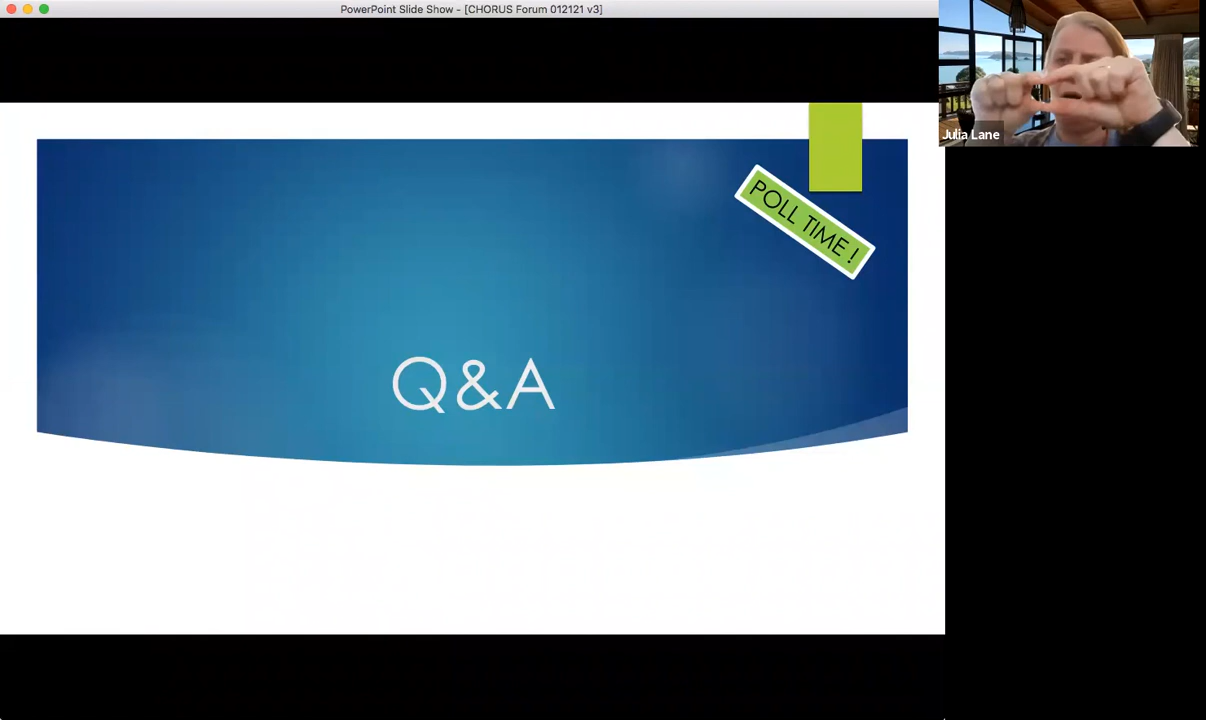 PowerPoint Slide Show - [CHORUS Forum 012121 v3]
Julia Lane
POLL TIME !
Q&A